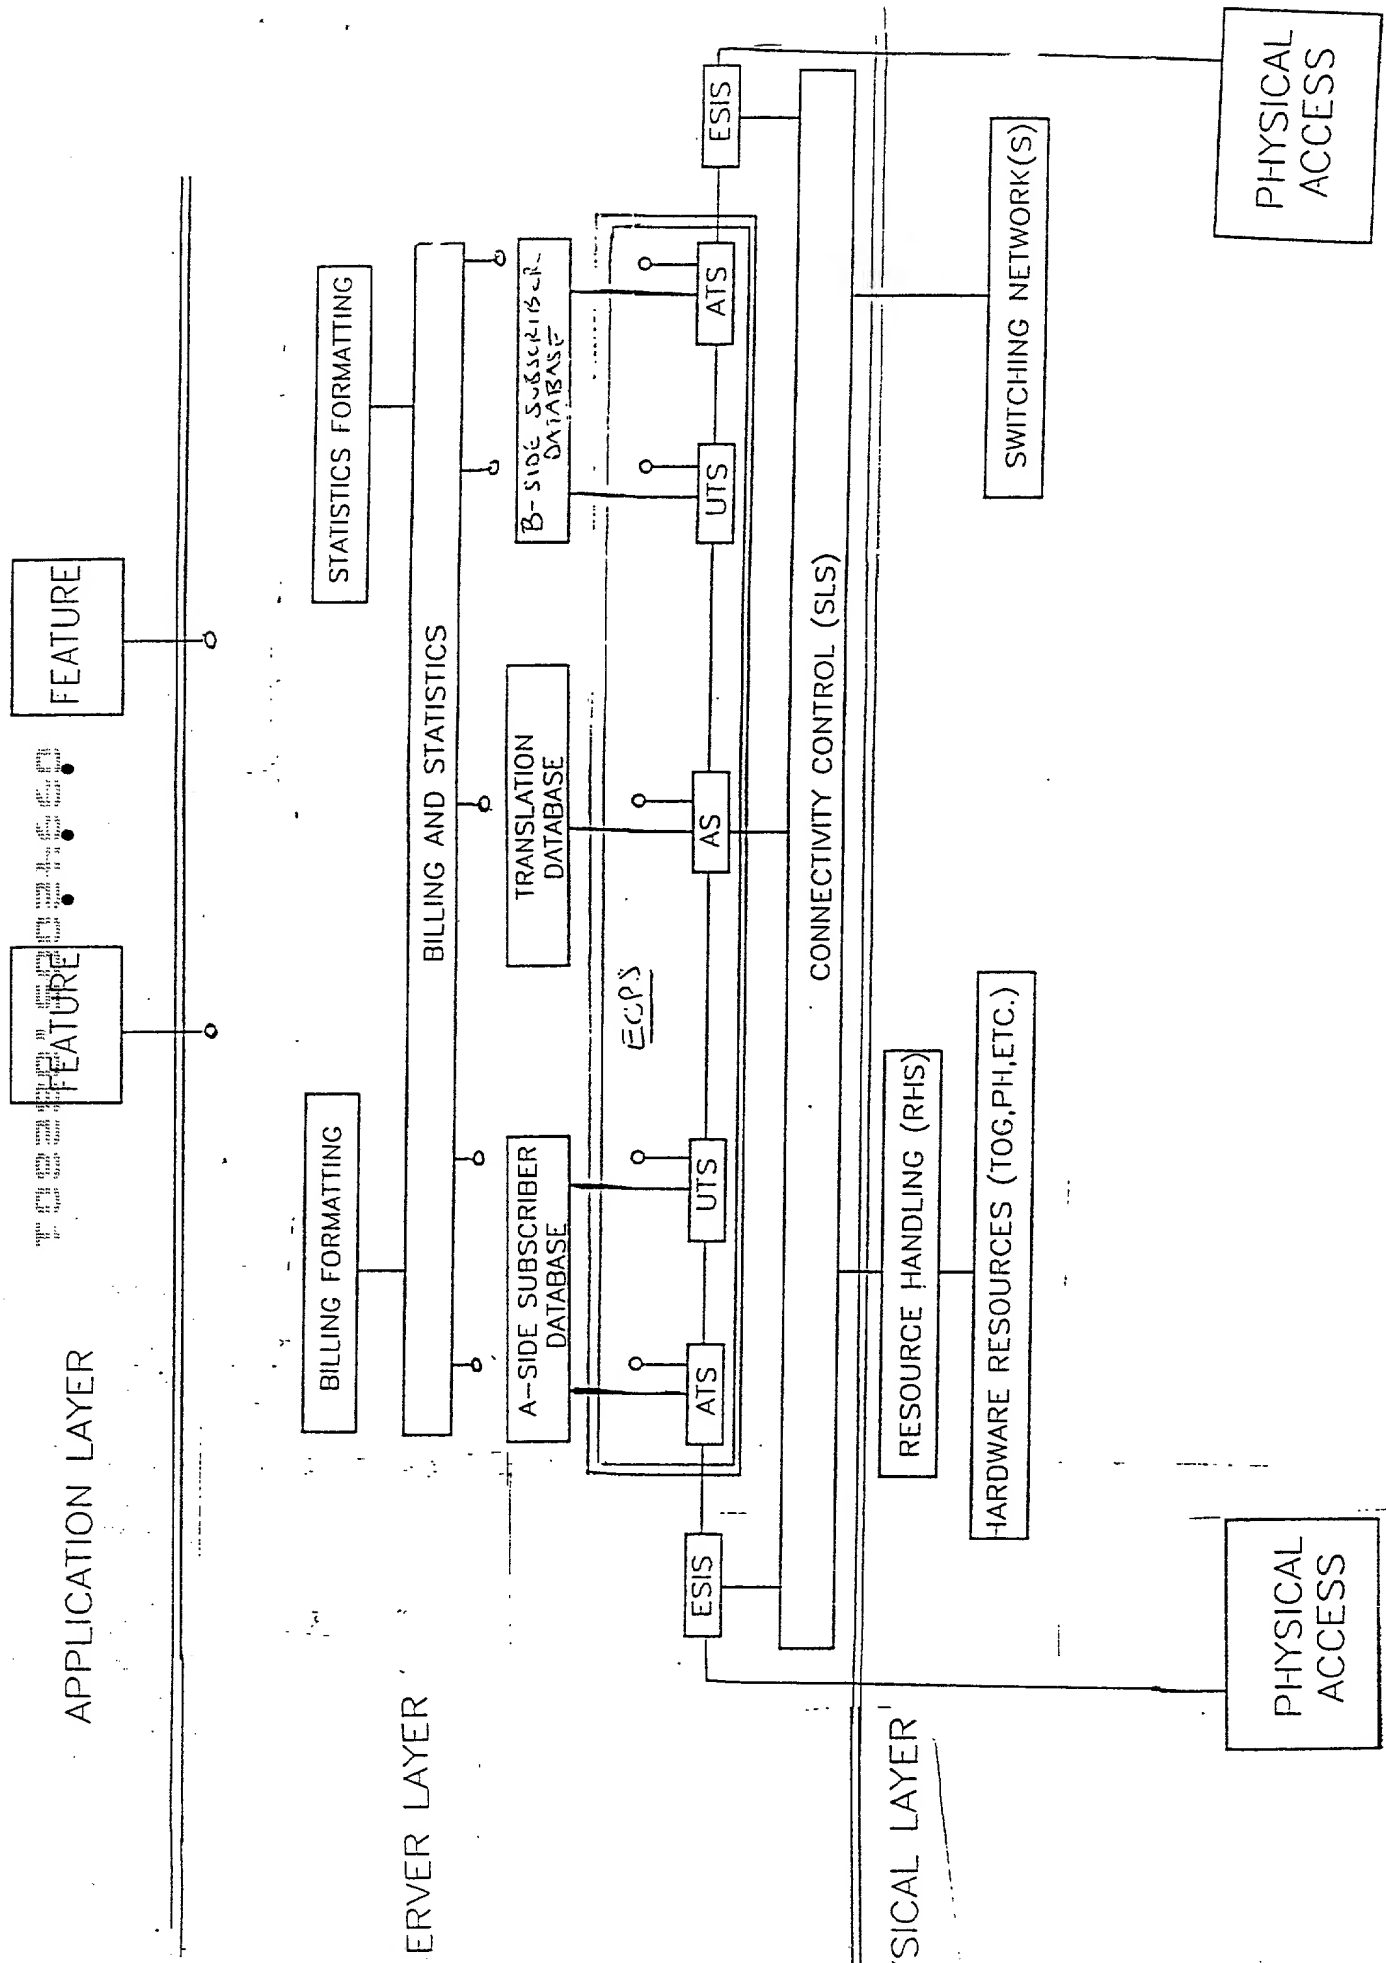 APPLICATION LAYER
FEATURE
FEATURE
ERVER LAYER
BILLING FORMATTING
STATISTICS FORMATTING
BILLING AND STATISTICS
A-SIDE SUBSCRIBER
DATABASE
TRANSLATION
DATABASE
B-SIDE SUBSCRIBER
DATABASE
ECPS
ESIS
ATS
UTS
AS
UTS
ATS
ESIS
CONNECTIVITY CONTROL (SLS)
SICAL LAYER
RESOURCE HANDLING (RHS)
HARDWARE RESOURCES (TOG,PH,ETC.)
SWITCHING NETWORK(S)
PHYSICAL
ACCESS
PHYSICAL
ACCESS